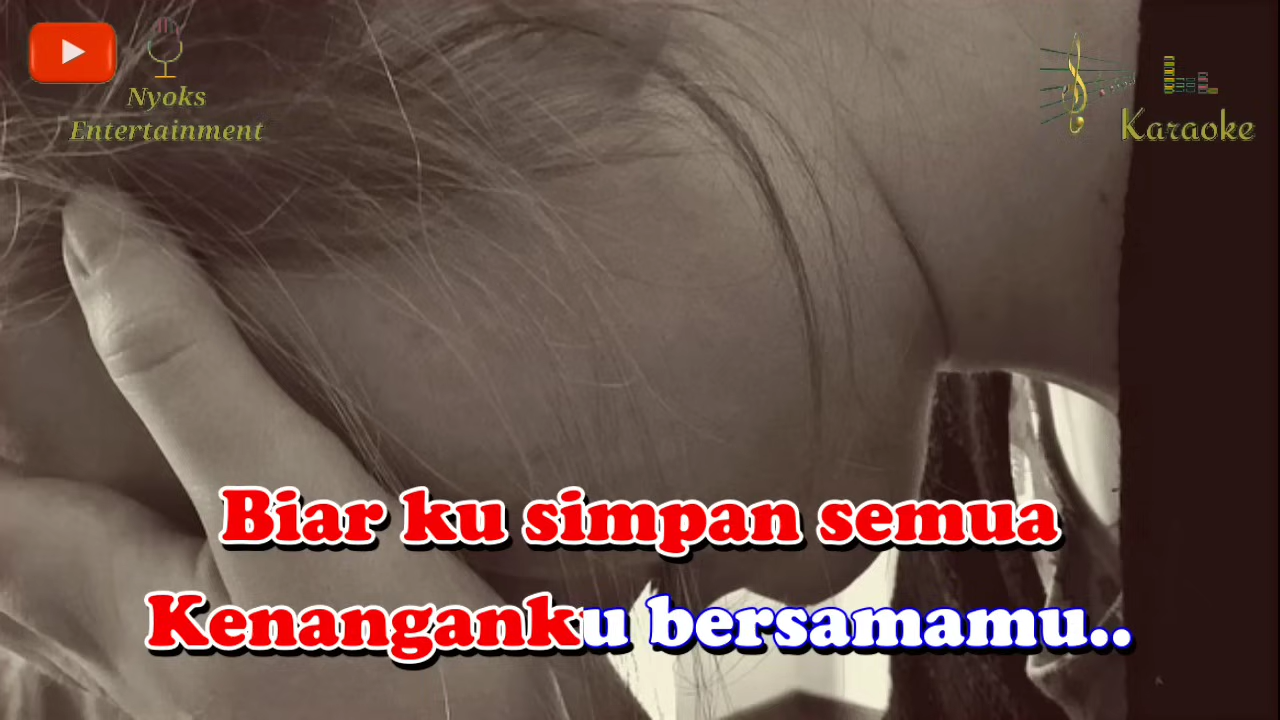 Nyoks
Entertainment
Karaoke
Biar ku simpan semua
Kenanganku bersamamu..